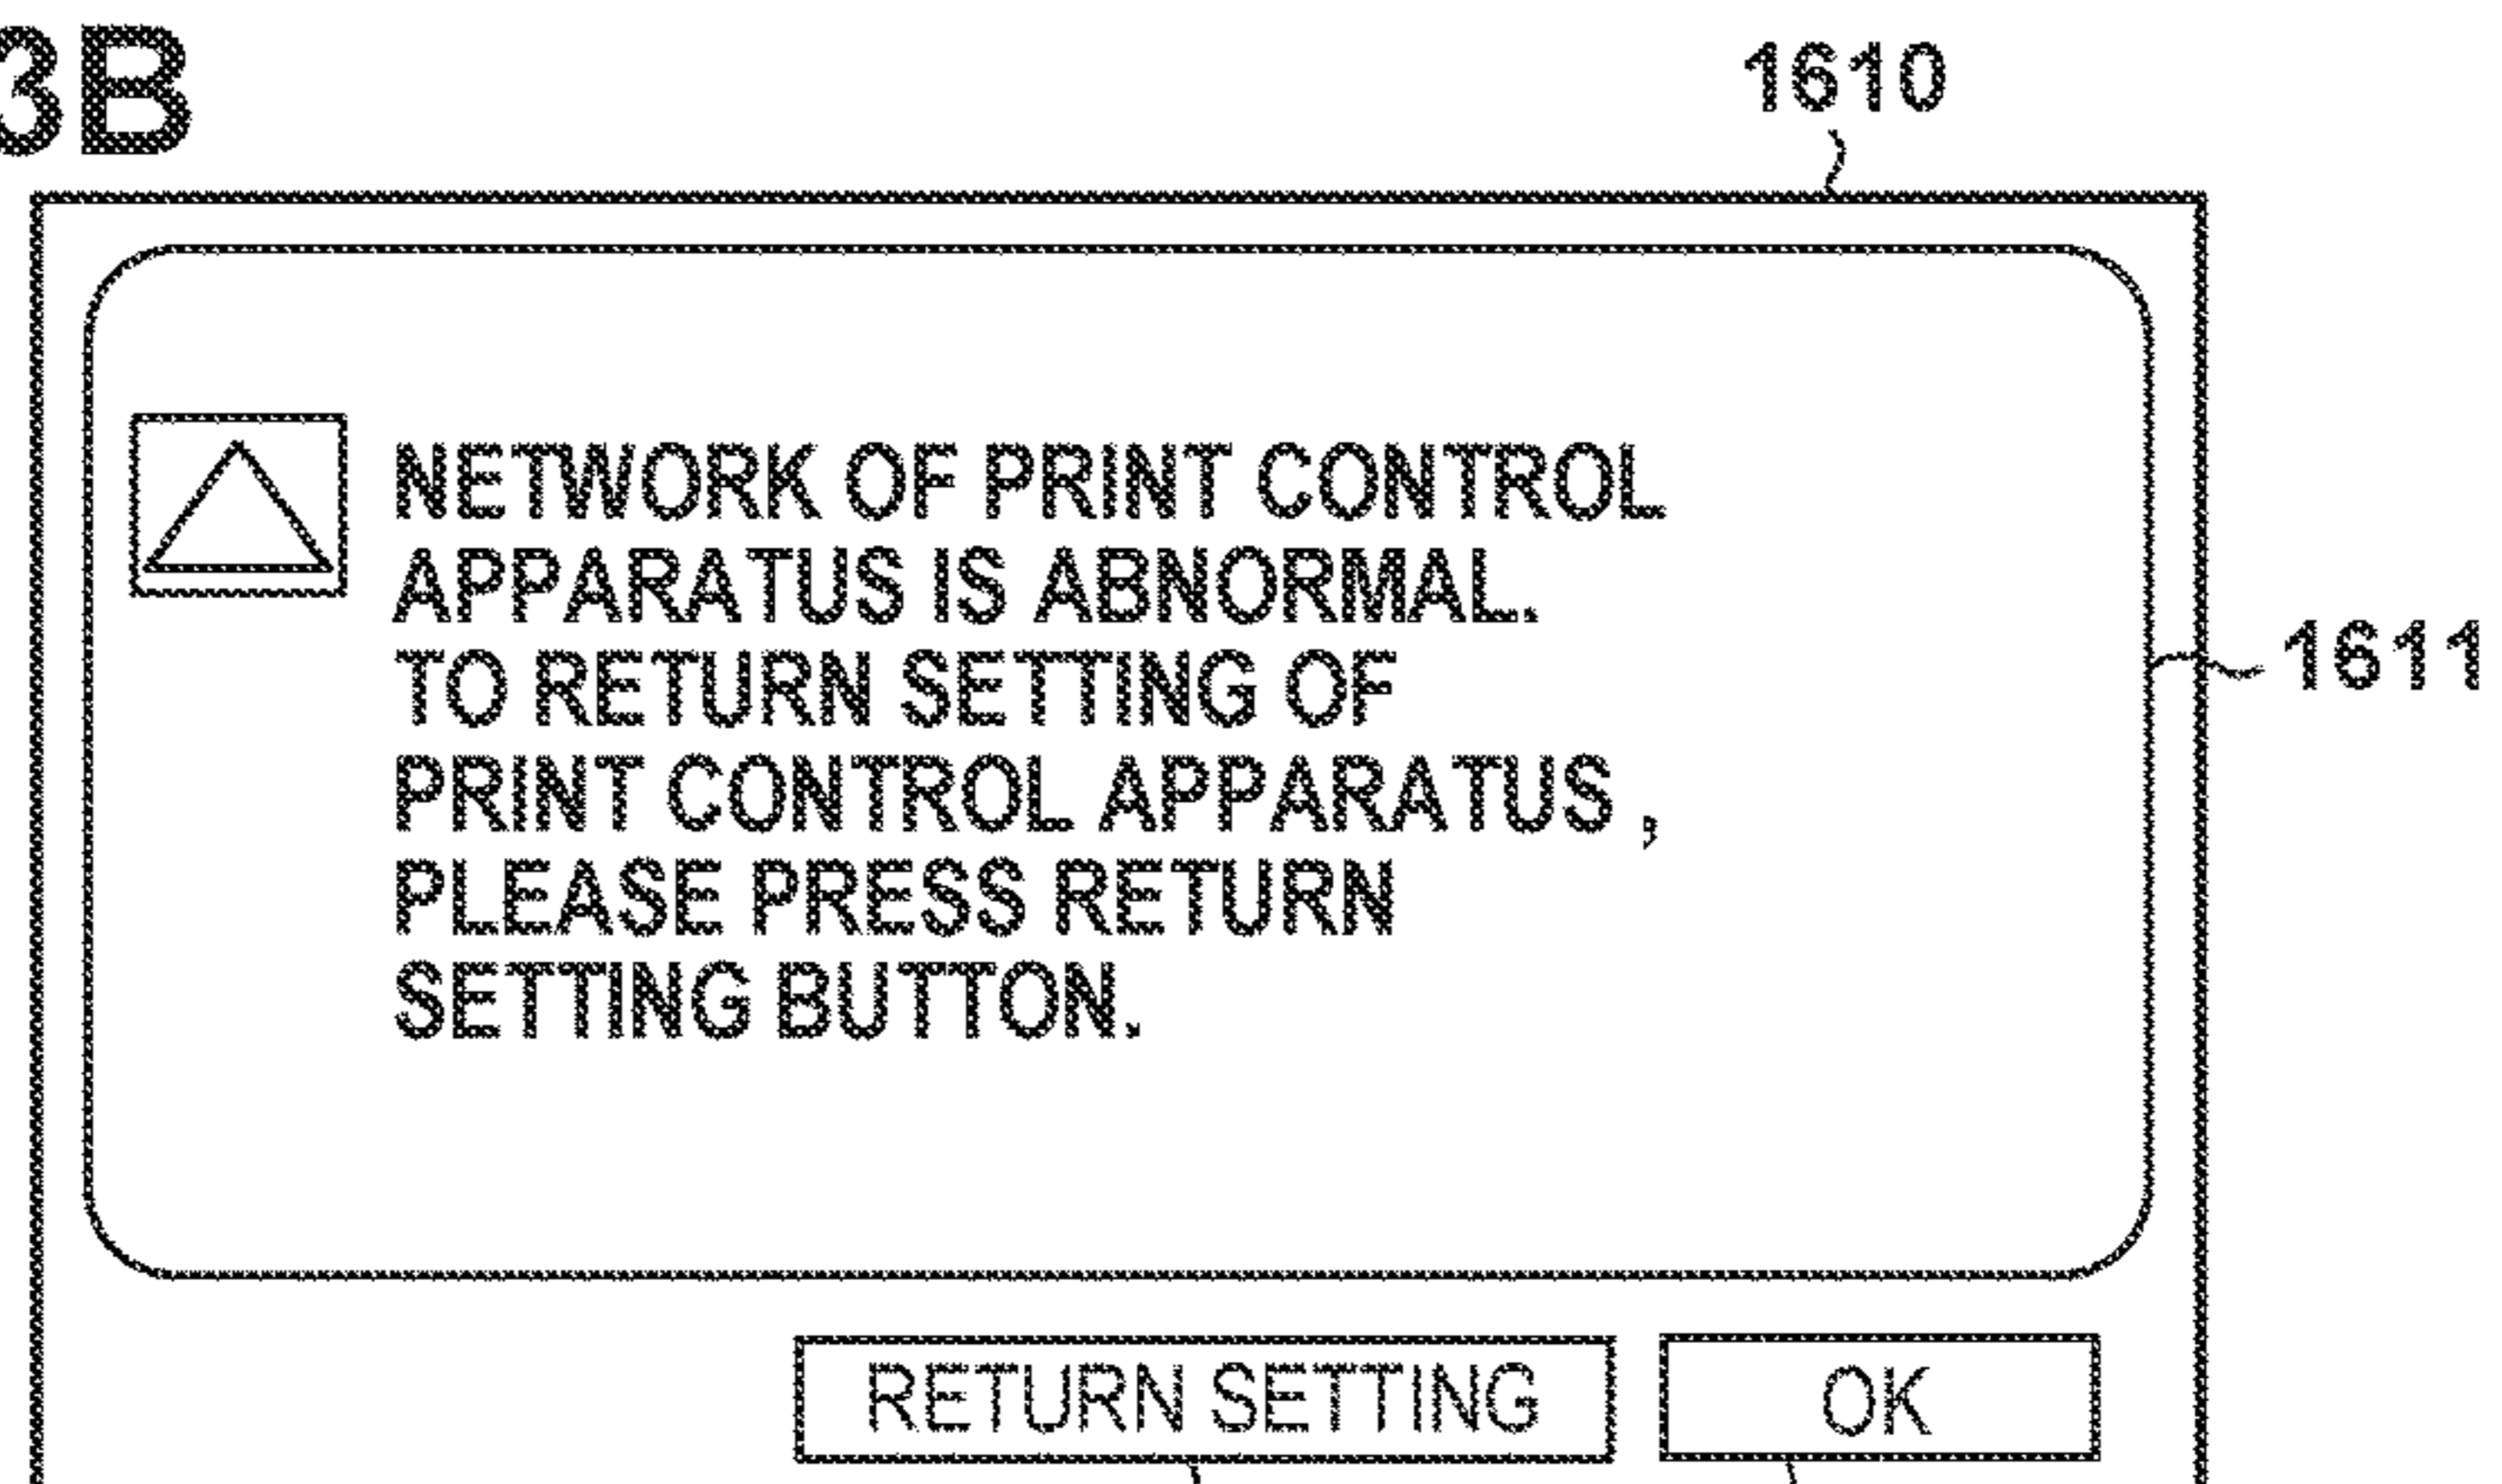 3B
1610
NETWORK OF PRINT CONTROL
APPARATUS IS ABNORMAL.
TO RETURN SETTING OF
PRINT CONTROL APPARATUS ,
PLEASE PRESS RETURN
SETTING BUTTON.
1611
RETURN SETTING
OK